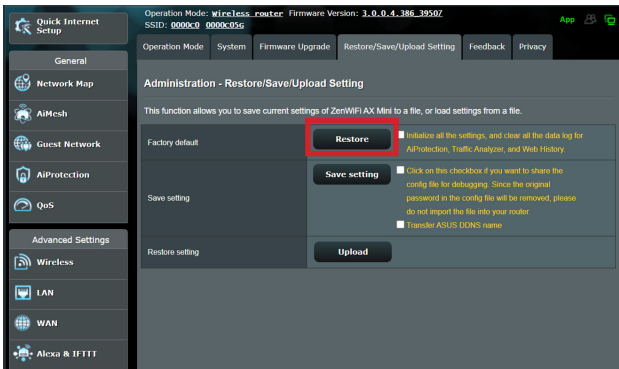 Quick Internet
Setup
Operation Mode: Wireless router Firmware Version: 3.0.0.4.386_39507
SSID: 0000C0 0000C05G
App
Operation Mode System Firmware Upgrade Restore/Save/Upload Setting Feedback Privacy
General
Network Map
AiMesh
Guest Network
AiProtection
QoS
Advanced Settings
Wireless
LAN
WAN
Alexa & IFTTT
Administration - Restore/Save/Upload Setting
This function allows you to save current settings of ZenWiFi AX Mini to a file, or load settings from a file.
Factory default
Restore
Initialize all the settings, and clear all the data log for
AiProtection, Traffic Analyzer, and Web History.
Save setting
Save setting
Click on this checkbox if you want to share the
config file for debugging. Since the original
password in the config file will be removed, please
do not import the file into your router.
Transfer ASUS DDNS name
Restore setting
Upload